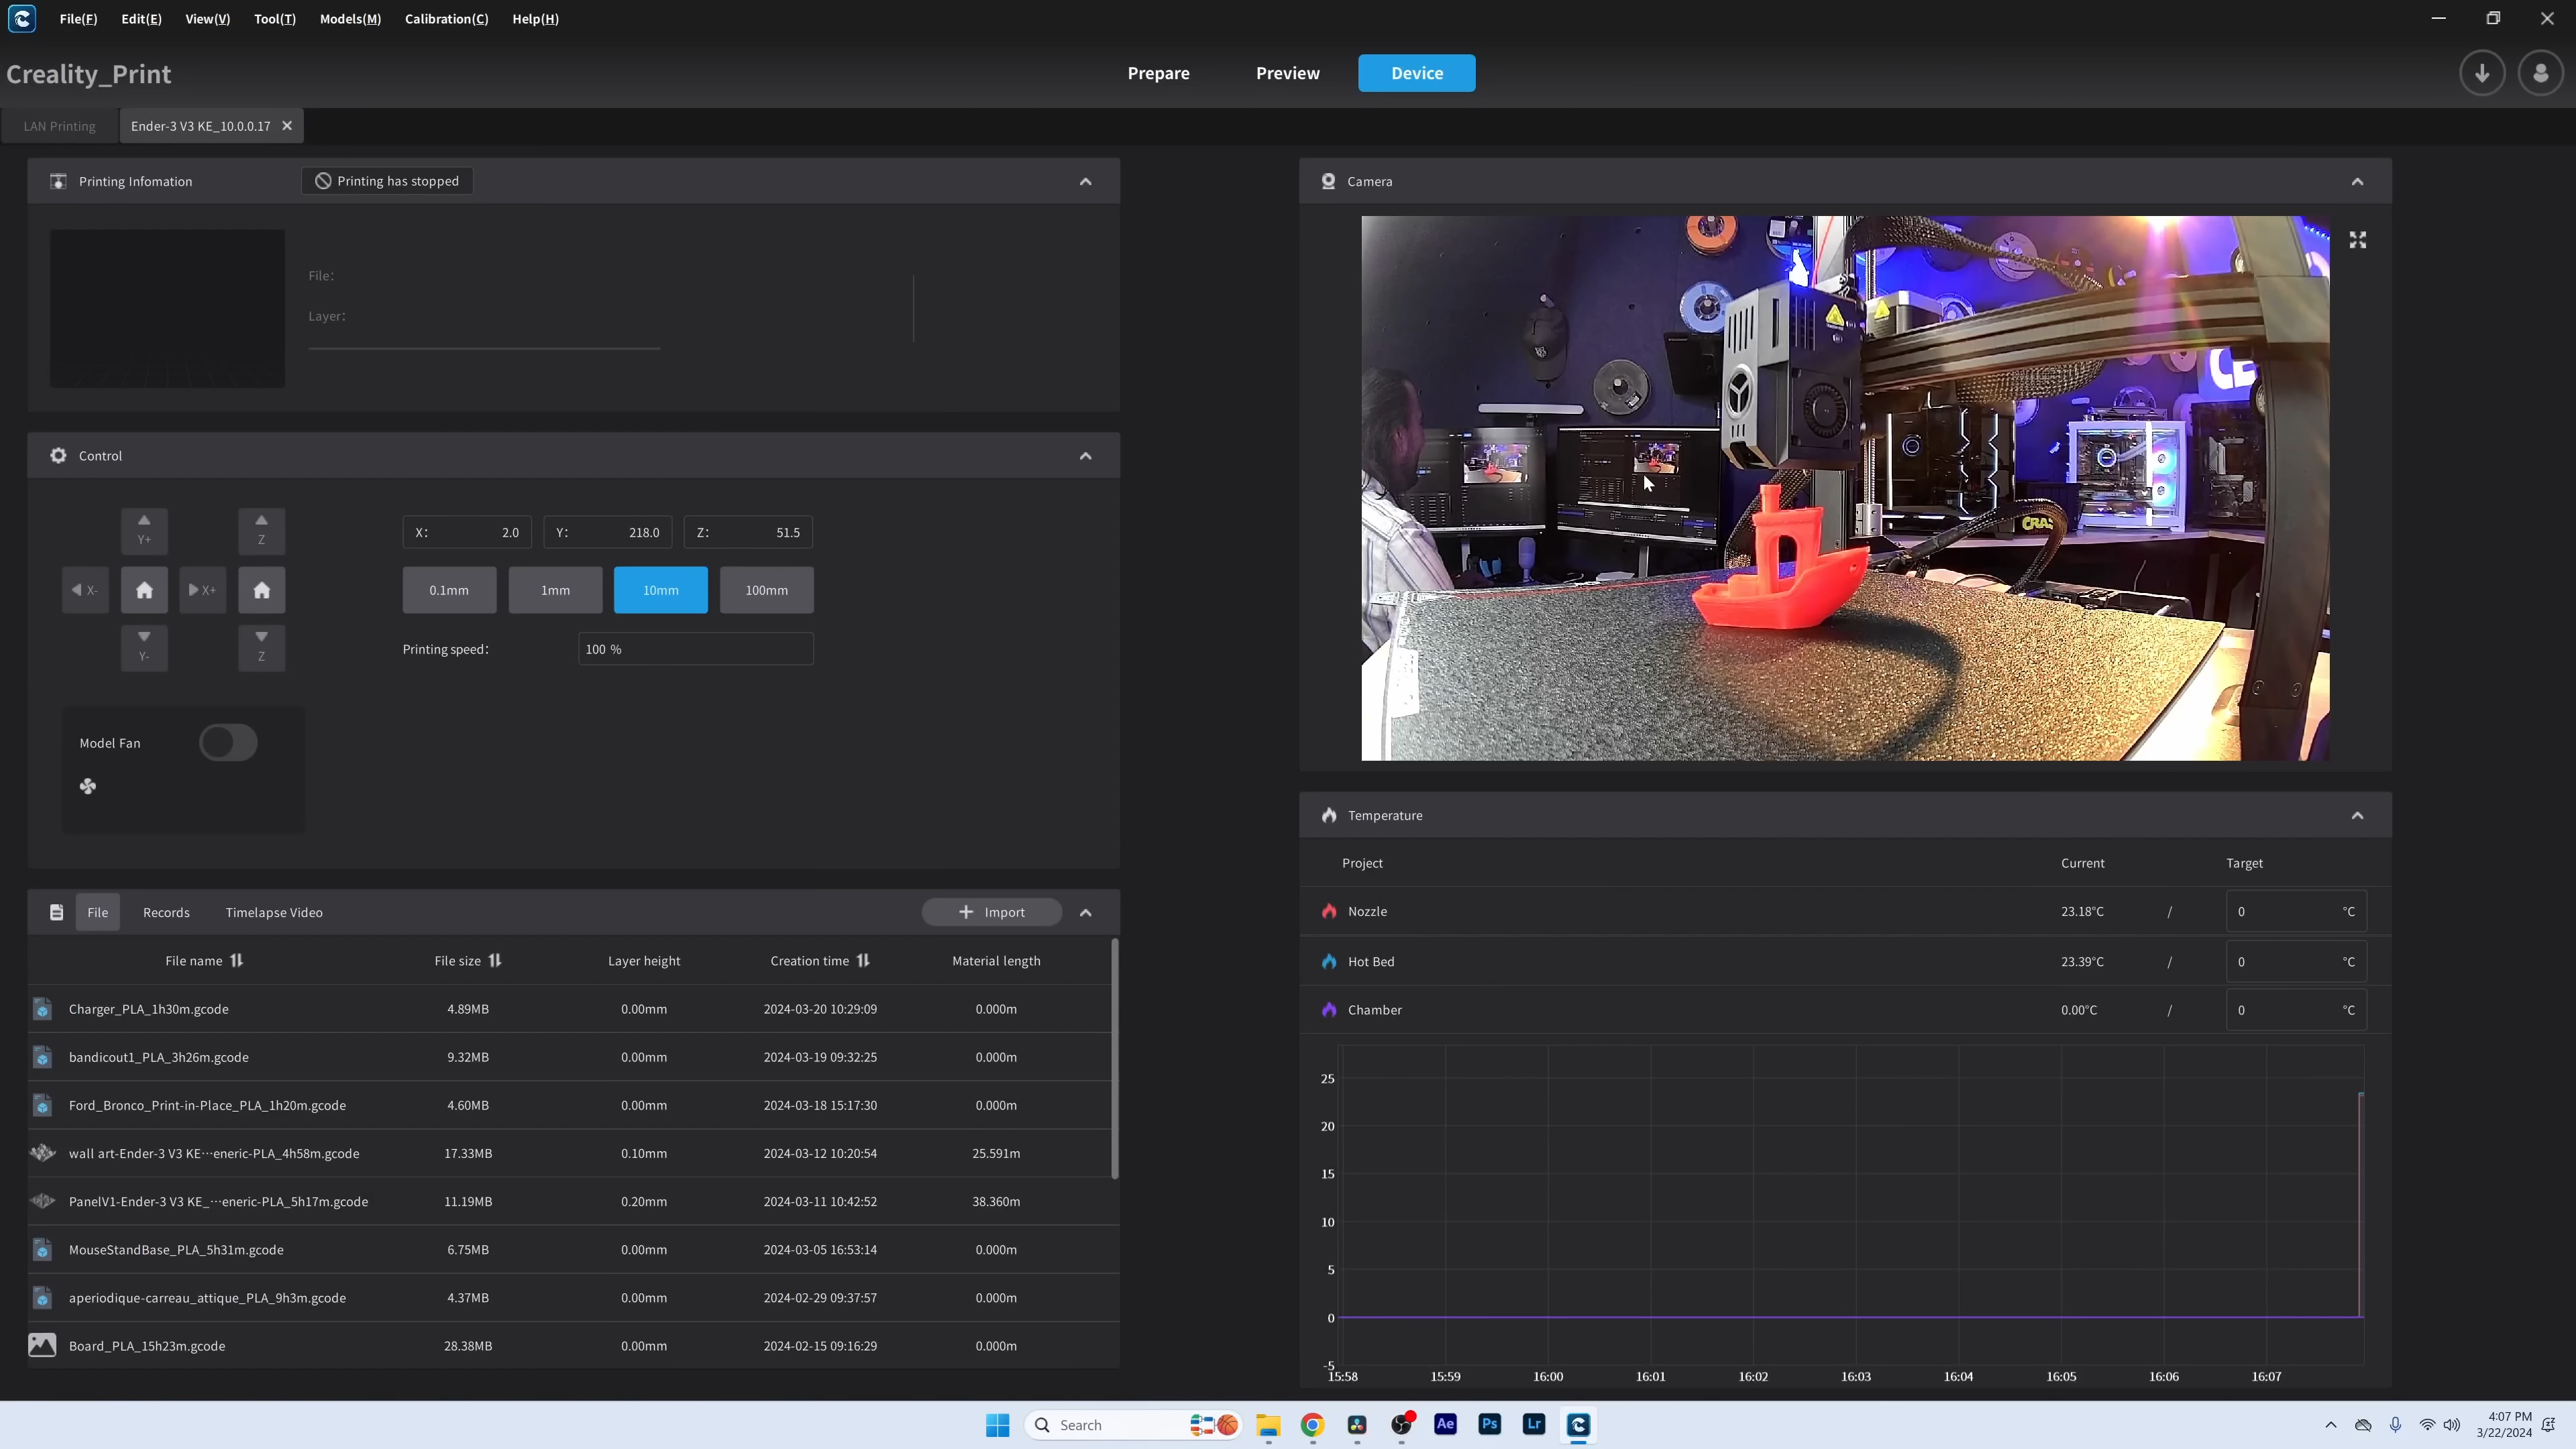 File(F) Edit(E) View(V) Tool(T) Models(M) Calibration(C) Help(H)
Creality_Print
Prepare Preview Device
LAN Printing Ender-3 V3 KE_10.0.0.17
Printing Infomation Printing has stopped
File:
Layer:
Control
Y+ Z
X- X+
Y- Z
X: 2.0 Y: 218.0 Z: 51.5
0.1mm 1mm 10mm 100mm
Printing speed: 100 %
Model Fan
File Records Timelapse Video Import
File name File size Layer height Creation time Material length
Charger_PLA_1h30m.gcode 4.89MB 0.00mm 2024-03-20 10:29:09 0.000m
bandicout1_PLA_3h26m.gcode 9.32MB 0.00mm 2024-03-19 09:32:25 0.000m
Ford_Bronco_Print-in-Place_PLA_1h20m.gcode 4.60MB 0.00mm 2024-03-18 15:17:30 0.000m
wall art-Ender-3 V3 KE···eneric-PLA_4h58m.gcode 17.33MB 0.10mm 2024-03-12 10:20:54 25.591m
PanelV1-Ender-3 V3 KE_···eneric-PLA_5h17m.gcode 11.19MB 0.20mm 2024-03-11 10:42:52 38.360m
MouseStandBase_PLA_5h31m.gcode 6.75MB 0.00mm 2024-03-05 16:53:14 0.000m
aperiodique-carreau_attique_PLA_9h3m.gcode 4.37MB 0.00mm 2024-02-29 09:37:57 0.000m
Board_PLA_15h23m.gcode 28.38MB 0.00mm 2024-02-15 09:16:29 0.000m
Camera
CE
CRAS
Temperature
Project Current Target
Nozzle 23.18°C / 0 °C
Hot Bed 23.39°C / 0 °C
Chamber 0.00°C / 0 °C
25
20
15
10
5
0
-5
15:58 15:59 16:00 16:01 16:02 16:03 16:04 16:05 16:06 16:07
Search
Ae Ps Lr
4:07 PM
3/22/2024